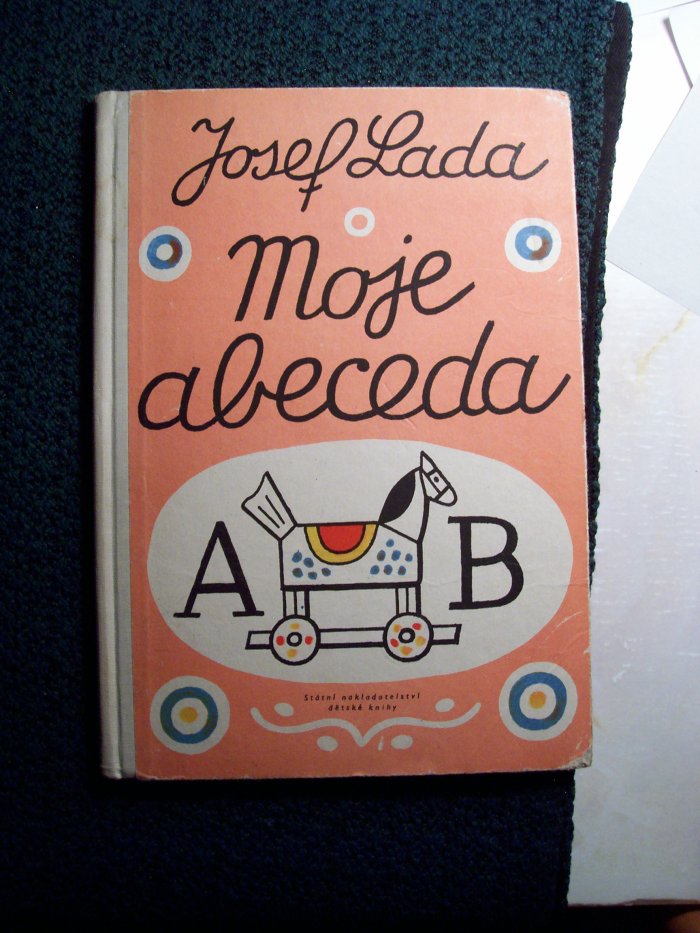 Josef Lada
Moje
abeceda
A B
Státní nakladatelství
dětské knihy